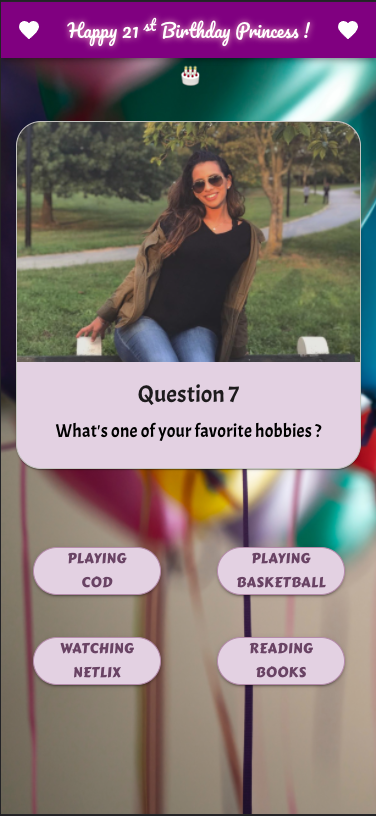 Happy 21 st Birthday Princess !
Question 7
What's one of your favorite hobbies ?
PLAYING
COD
PLAYING
BASKETBALL
WATCHING
NETLIX
READING
BOOKS